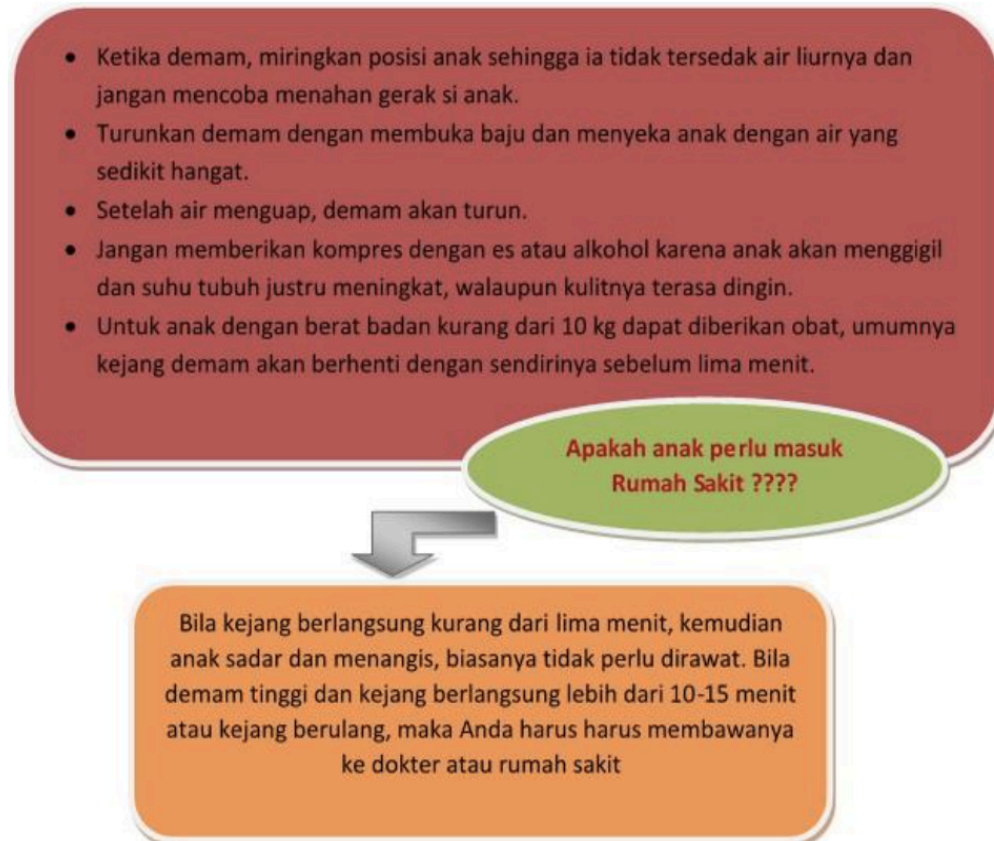 • Ketika demam, miringkan posisi anak sehingga ia tidak tersedak air liurnya dan
jangan mencoba menahan gerak si anak.
• Turunkan demam dengan membuka baju dan menyeka anak dengan air yang
sedikit hangat.
• Setelah air menguap, demam akan turun.
• Jangan memberikan kompres dengan es atau alkohol karena anak akan menggigil
dan suhu tubuh justru meningkat, walaupun kulitnya terasa dingin.
• Untuk anak dengan berat badan kurang dari 10 kg dapat diberikan obat, umumnya
kejang demam akan berhenti dengan sendirinya sebelum lima menit.
Apakah anak perlu masuk
Rumah Sakit ????
Bila kejang berlangsung kurang dari lima menit, kemudian
anak sadar dan menangis, biasanya tidak perlu dirawat. Bila
demam tinggi dan kejang berlangsung lebih dari 10-15 menit
atau kejang berulang, maka Anda harus harus membawanya
ke dokter atau rumah sakit